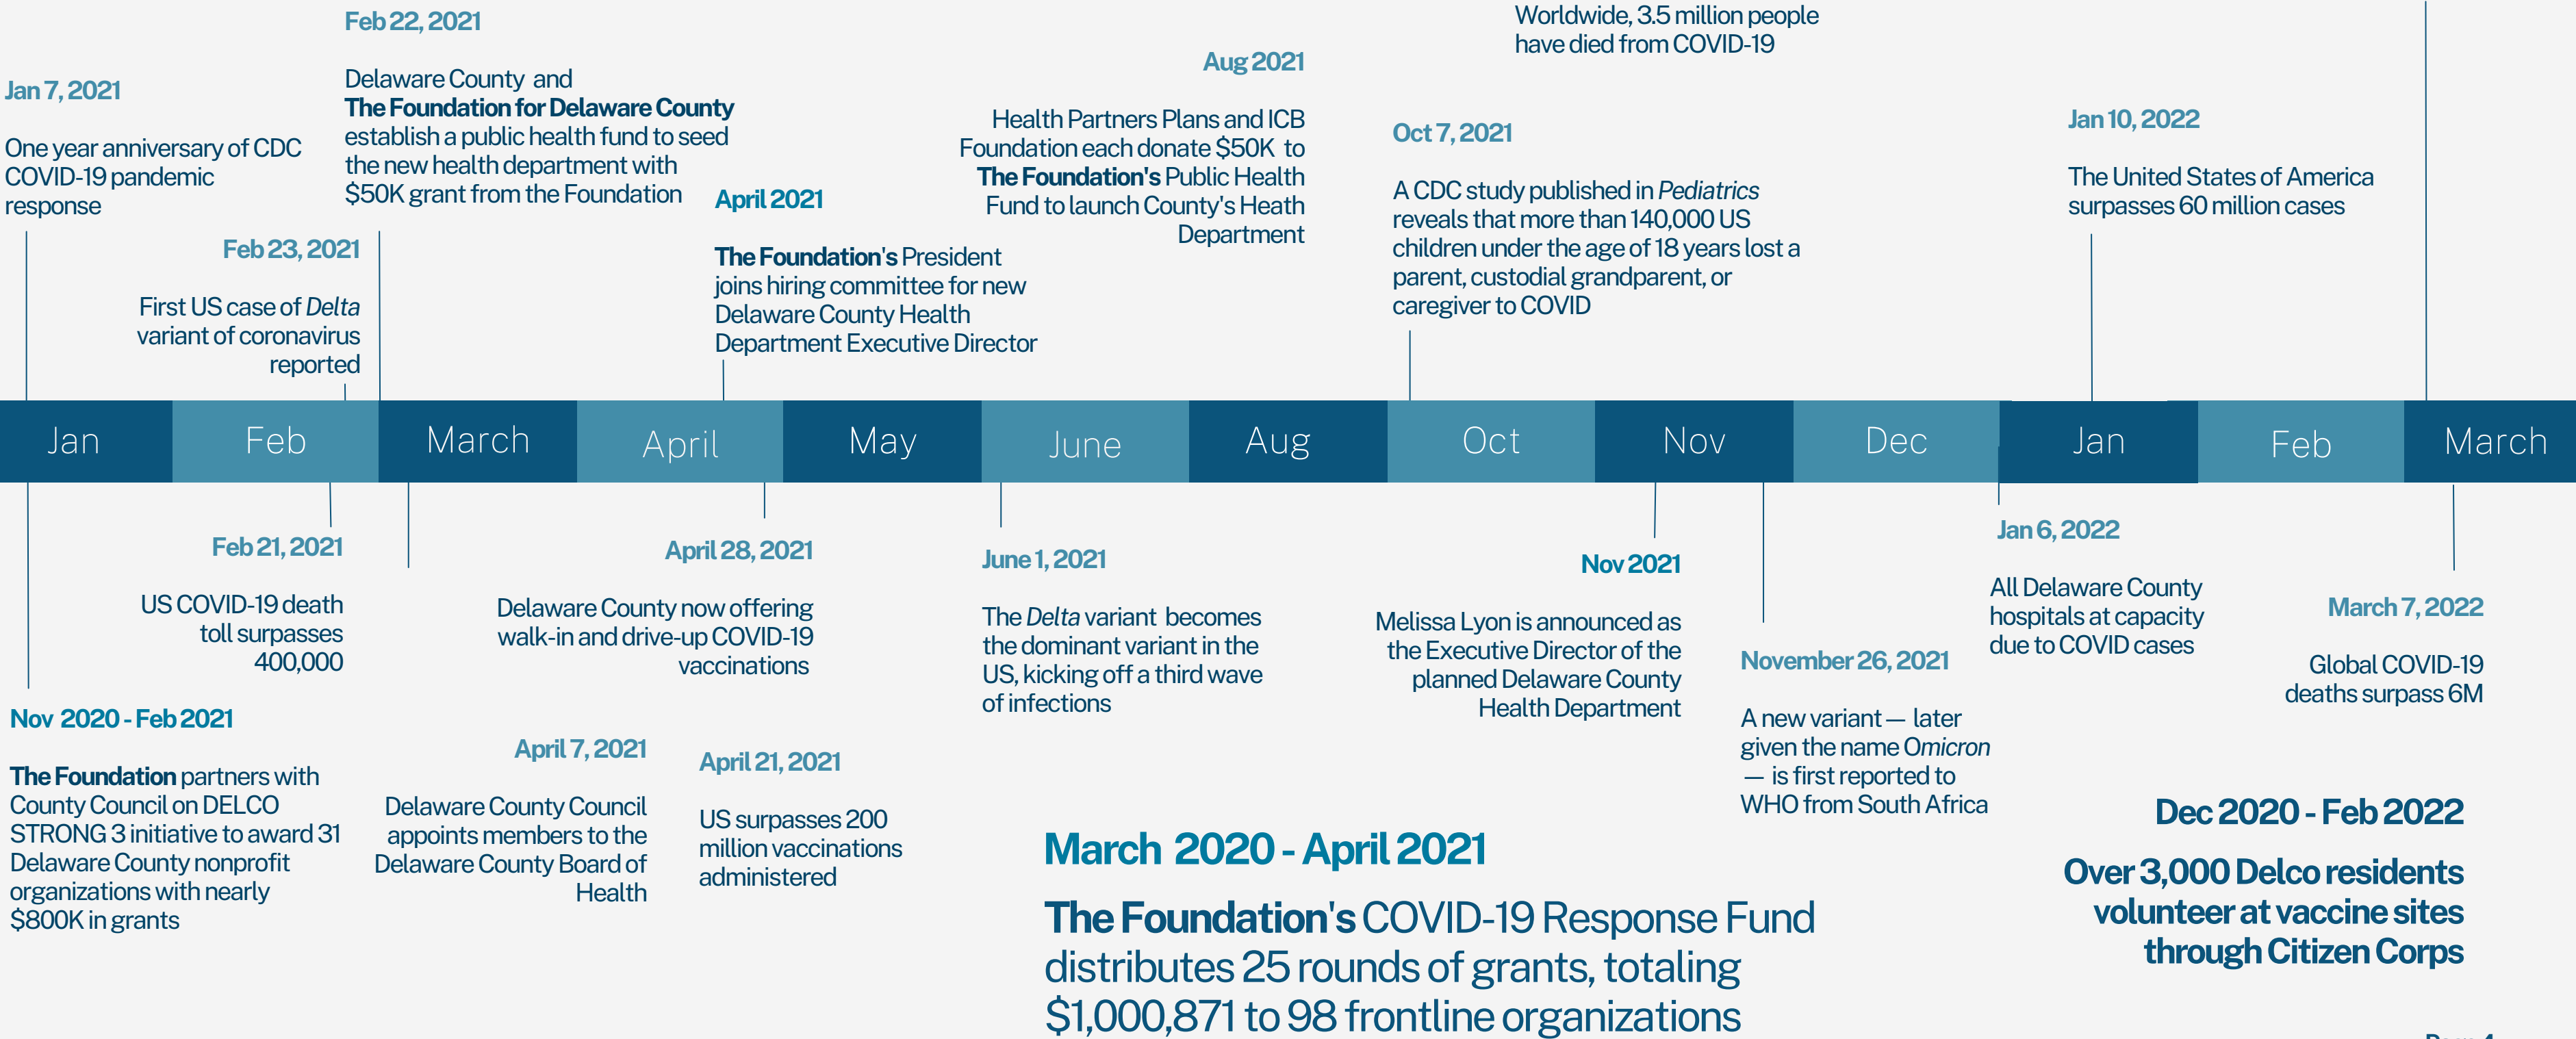 Feb 22, 2021
Delaware County and
The Foundation for Delaware County
establish a public health fund to seed
the new health department with
$50K grant from the Foundation
Worldwide, 3.5 million people
have died from COVID-19
Jan 7, 2021
One year anniversary of CDC
COVID-19 pandemic
response
Feb 23, 2021
First US case of Delta
variant of coronavirus
reported
April 2021
The Foundation's President
joins hiring committee for new
Delaware County Health
Department Executive Director
Aug 2021
Health Partners Plans and ICB
Foundation each donate $50K to
The Foundation's Public Health
Fund to launch County's Heath
Department
Oct 7, 2021
A CDC study published in Pediatrics
reveals that more than 140,000 US
children under the age of 18 years lost a
parent, custodial grandparent, or
caregiver to COVID
Jan 10, 2022
The United States of America
surpasses 60 million cases
Jan Feb March April May June Aug Oct Nov Dec Jan Feb March
Feb 21, 2021
US COVID-19 death
toll surpasses
400,000
Nov 2020 - Feb 2021
The Foundation partners with
County Council on DELCO
STRONG 3 initiative to award 31
Delaware County nonprofit
organizations with nearly
$800K in grants
April 28, 2021
Delaware County now offering
walk-in and drive-up COVID-19
vaccinations
April 7, 2021
Delaware County Council
appoints members to the
Delaware County Board of
Health
April 21, 2021
US surpasses 200
million vaccinations
administered
June 1, 2021
The Delta variant becomes
the dominant variant in the
US, kicking off a third wave
of infections
Nov 2021
Melissa Lyon is announced as
the Executive Director of the
planned Delaware County
Health Department
November 26, 2021
A new variant — later
given the name Omicron
— is first reported to
WHO from South Africa
Jan 6, 2022
All Delaware County
hospitals at capacity
due to COVID cases
March 7, 2022
Global COVID-19
deaths surpass 6M
March 2020 - April 2021
The Foundation's COVID-19 Response Fund
distributes 25 rounds of grants, totaling
$1,000,871 to 98 frontline organizations
Dec 2020 - Feb 2022
Over 3,000 Delco residents
volunteer at vaccine sites
through Citizen Corps